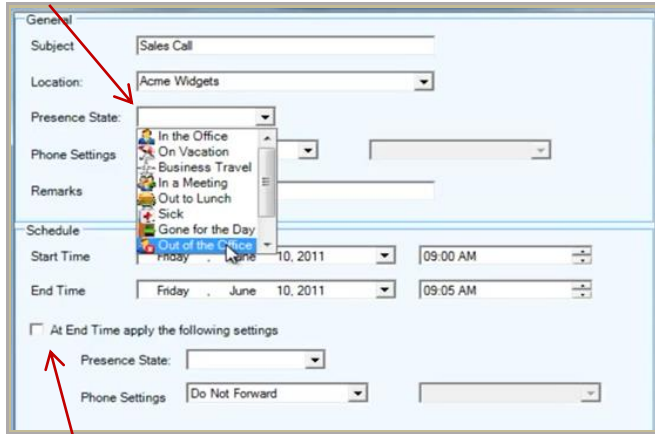 General
Subject Sales Call
Location: Acme Widgets
Presence State:
In the Office
On Vacation
Phone Settings
Business Travel
In a Meeting
Remarks
Out to Lunch
Sick
Gone for the Day
Schedule
Out of the Office
Start Time Friday , June 10, 2011 09:00 AM
End Time Friday , June 10, 2011 09:05 AM
At End Time apply the following settings
Presence State:
Phone Settings Do Not Forward